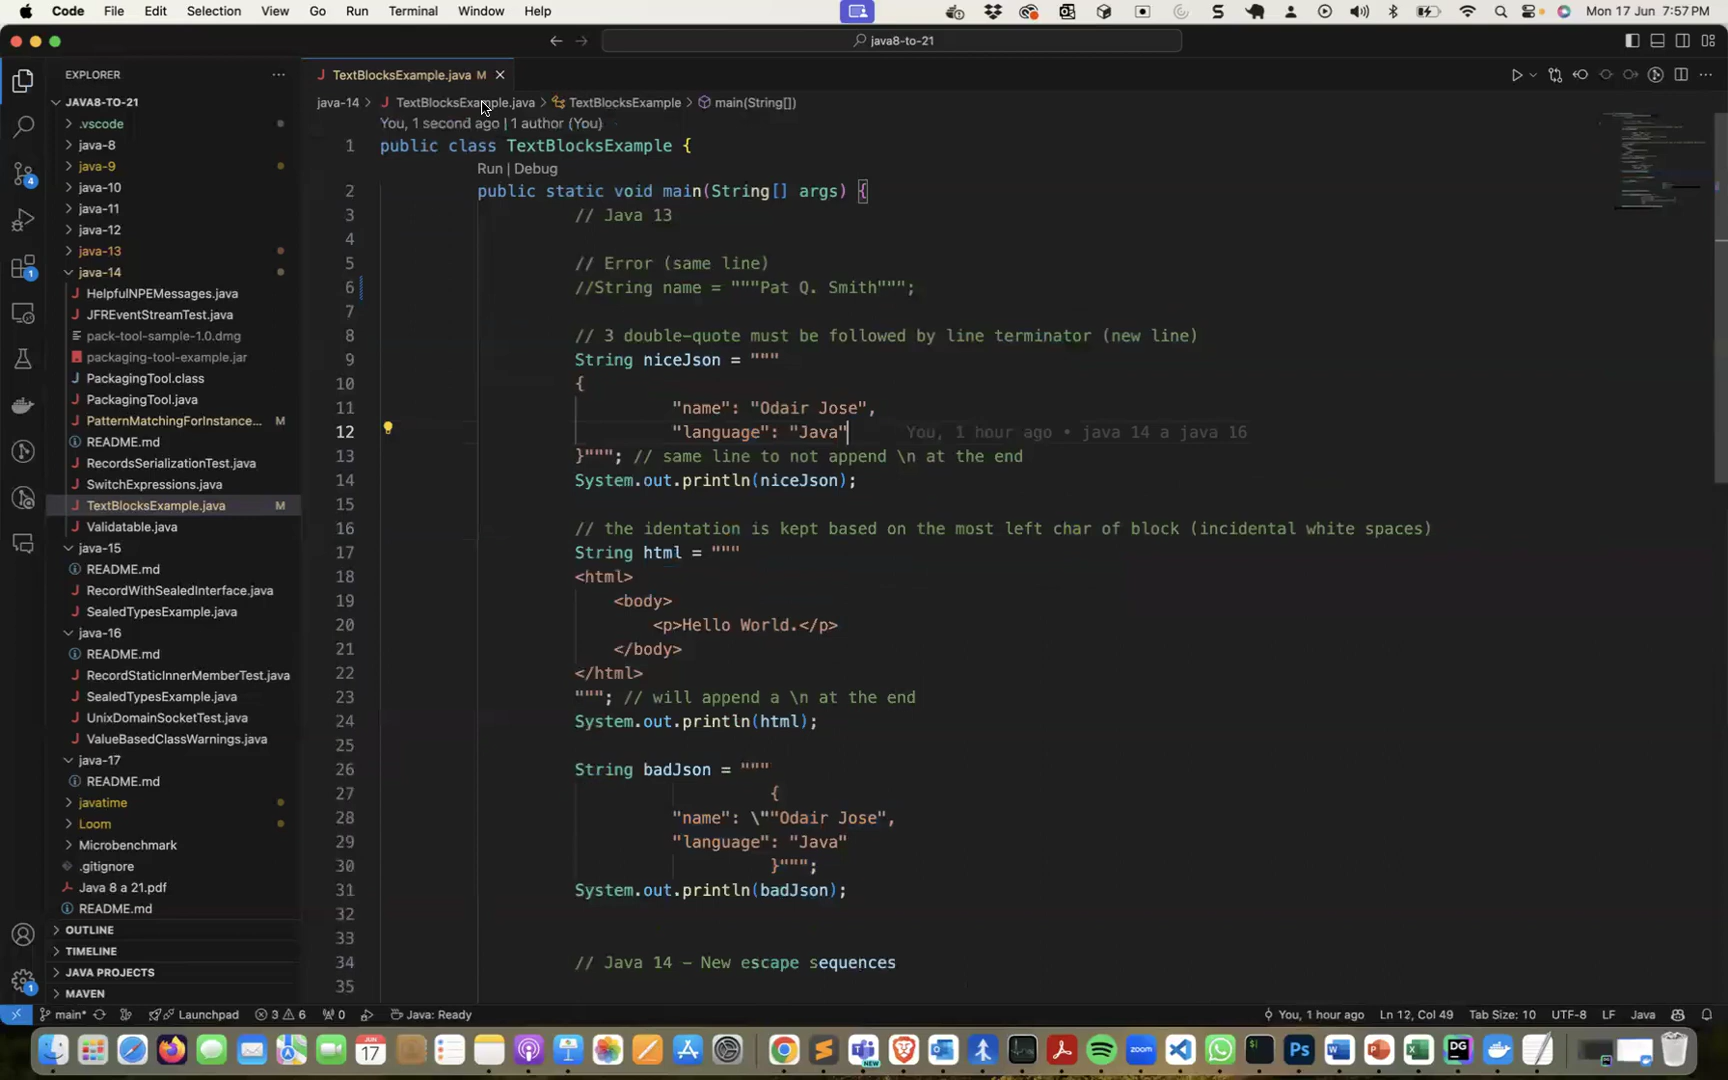 Code File Edit Selection View Go Run Terminal Window Help Mon 17 Jun 7:57 PM
java8-to-21
EXPLORER
TextBlocksExample.java M
JAVA8-TO-21
java-14 > TextBlocksExample.java > TextBlocksExample > main(String[])
.vscode
java-8
java-9
java-10
java-11
java-12
java-13
java-14
HelpfulNPEMessages.java
JFREventStreamTest.java
pack-tool-sample-1.0.dmg
packaging-tool-example.jar
PackagingTool.class
PackagingTool.java
PatternMatchingForInstance... M
README.md
RecordsSerializationTest.java
SwitchExpressions.java
TextBlocksExample.java M
Validatable.java
java-15
README.md
RecordWithSealedInterface.java
SealedTypesExample.java
java-16
README.md
RecordStaticInnerMemberTest.java
SealedTypesExample.java
UnixDomainSocketTest.java
ValueBasedClassWarnings.java
java-17
README.md
javatime
Loom
Microbenchmark
.gitignore
Java 8 a 21.pdf
README.md
OUTLINE
TIMELINE
JAVA PROJECTS
MAVEN
4
1
1
You, 1 second ago | 1 author (You)
1 public class TextBlocksExample {
Run | Debug
2 public static void main(String[] args) {
3 // Java 13
4
5 // Error (same line)
6 //String name = """Pat Q. Smith""";
7
8 // 3 double-quote must be followed by line terminator (new line)
9 String niceJson = """
10 {
11 "name": "Odair Jose",
12 "language": "Java" You, 1 hour ago • java 14 a java 16
13 }"""; // same line to not append \n at the end
14 System.out.println(niceJson);
15
16 // the identation is kept based on the most left char of block (incidental white spaces)
17 String html = """
18 <html>
19 <body>
20 <p>Hello World.</p>
21 </body>
22 </html>
23 """; // will append a \n at the end
24 System.out.println(html);
25
26 String badJson = """
27 {
28 "name": \""Odair Jose",
29 "language": "Java"
30 }""";
31 System.out.println(badJson);
32
33
34 // Java 14 – New escape sequences
35
main* Launchpad 3 6 0 Java: Ready You, 1 hour ago Ln 12, Col 49 Tab Size: 10 UTF-8 LF Java
JUN
17
NEW
zoom
Ps
DG